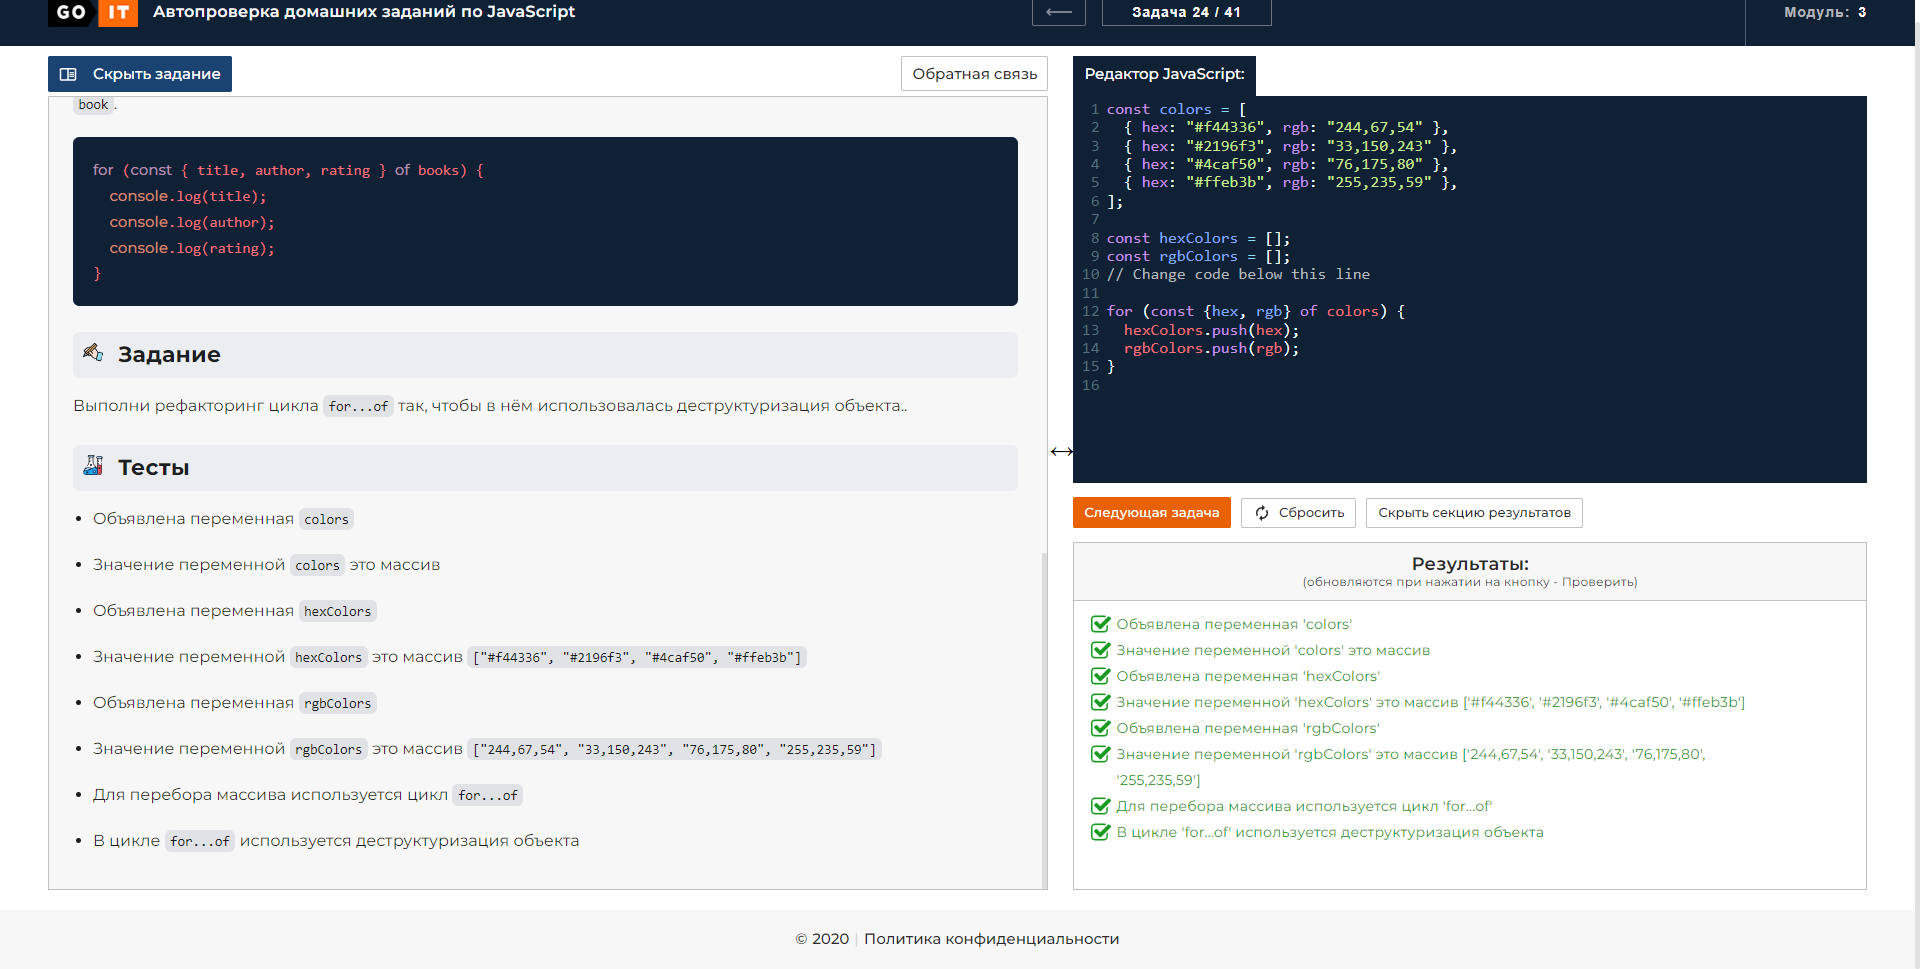 GO IT Автопроверка домашних заданий по JavaScript
Задача 24 / 41
Модуль: 3
Скрыть задание
Обратная связь
book .
for (const { title, author, rating } of books) {
  console.log(title);
  console.log(author);
  console.log(rating);
}
Задание
Выполни рефакторинг цикла for...of так, чтобы в нём использовалась деструктуризация объекта..
Тесты
• Объявлена переменная colors
• Значение переменной colors это массив
• Объявлена переменная hexColors
• Значение переменной hexColors это массив ["#f44336", "#2196f3", "#4caf50", "#ffeb3b"]
• Объявлена переменная rgbColors
• Значение переменной rgbColors это массив ["244,67,54", "33,150,243", "76,175,80", "255,235,59"]
• Для перебора массива используется цикл for...of
• В цикле for...of используется деструктуризация объекта
Редактор JavaScript:
1 const colors = [
2   { hex: "#f44336", rgb: "244,67,54" },
3   { hex: "#2196f3", rgb: "33,150,243" },
4   { hex: "#4caf50", rgb: "76,175,80" },
5   { hex: "#ffeb3b", rgb: "255,235,59" },
6 ];
7
8 const hexColors = [];
9 const rgbColors = [];
10 // Change code below this line
11
12 for (const {hex, rgb} of colors) {
13   hexColors.push(hex);
14   rgbColors.push(rgb);
15 }
16
Следующая задача
Сбросить
Скрыть секцию результатов
Результаты:
(обновляются при нажатии на кнопку - Проверить)
Объявлена переменная 'colors'
Значение переменной 'colors' это массив
Объявлена переменная 'hexColors'
Значение переменной 'hexColors' это массив ['#f44336', '#2196f3', '#4caf50', '#ffeb3b']
Объявлена переменная 'rgbColors'
Значение переменной 'rgbColors' это массив ['244,67,54', '33,150,243', '76,175,80',
'255,235,59']
Для перебора массива используется цикл 'for...of'
В цикле 'for...of' используется деструктуризация объекта
© 2020 | Политика конфиденциальности